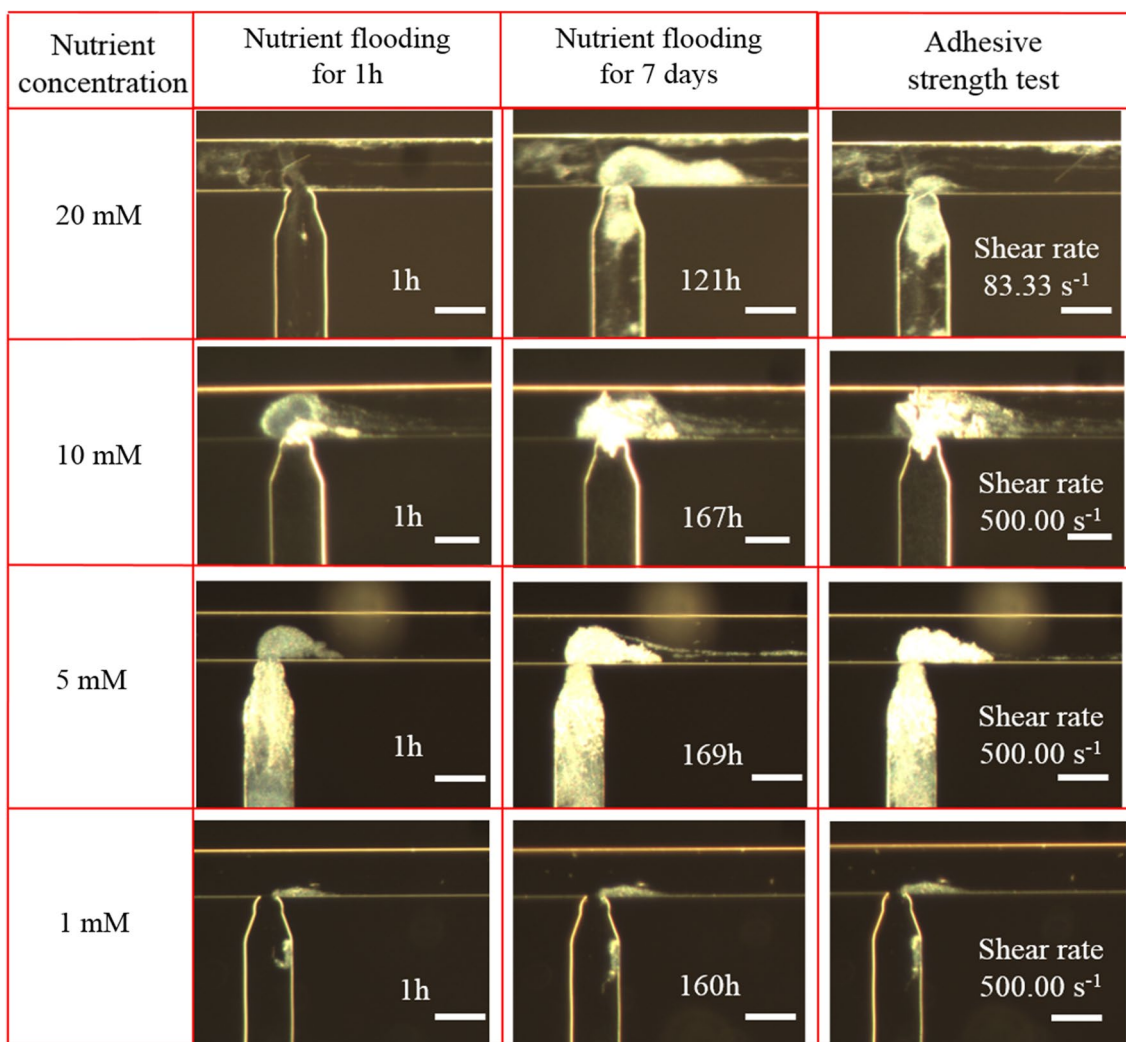 Nutrient
concentration
Nutrient flooding
for 1h
Nutrient flooding
for 7 days
Adhesive
strength test
20 mM
1h
121h
Shear rate
83.33 s⁻¹
10 mM
1h
167h
Shear rate
500.00 s⁻¹
5 mM
1h
169h
Shear rate
500.00 s⁻¹
1 mM
1h
160h
Shear rate
500.00 s⁻¹